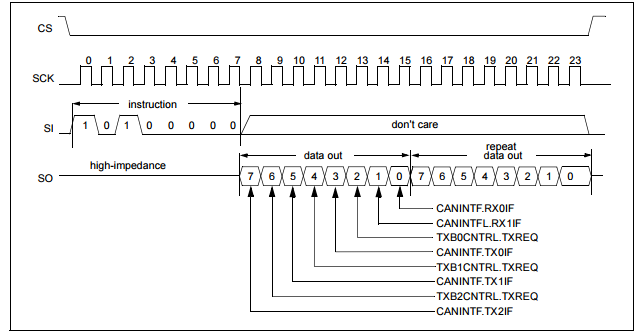 CS
0 1 2 3 4 5 6 7 8 9 10 11 12 13 14 15 16 17 18 19 20 21 22 23
SCK
instruction
SI 1 0 1 0 0 0 0 0 don't care
repeat
data out data out
high-impedance
SO 7 6 5 4 3 2 1 0 7 6 5 4 3 2 1 0
CANINTF.RX0IF
CANINTFL.RX1IF
TXB0CNTRL.TXREQ
CANINTF.TX0IF
TXB1CNTRL.TXREQ
CANINTF.TX1IF
TXB2CNTRL.TXREQ
CANINTF.TX2IF